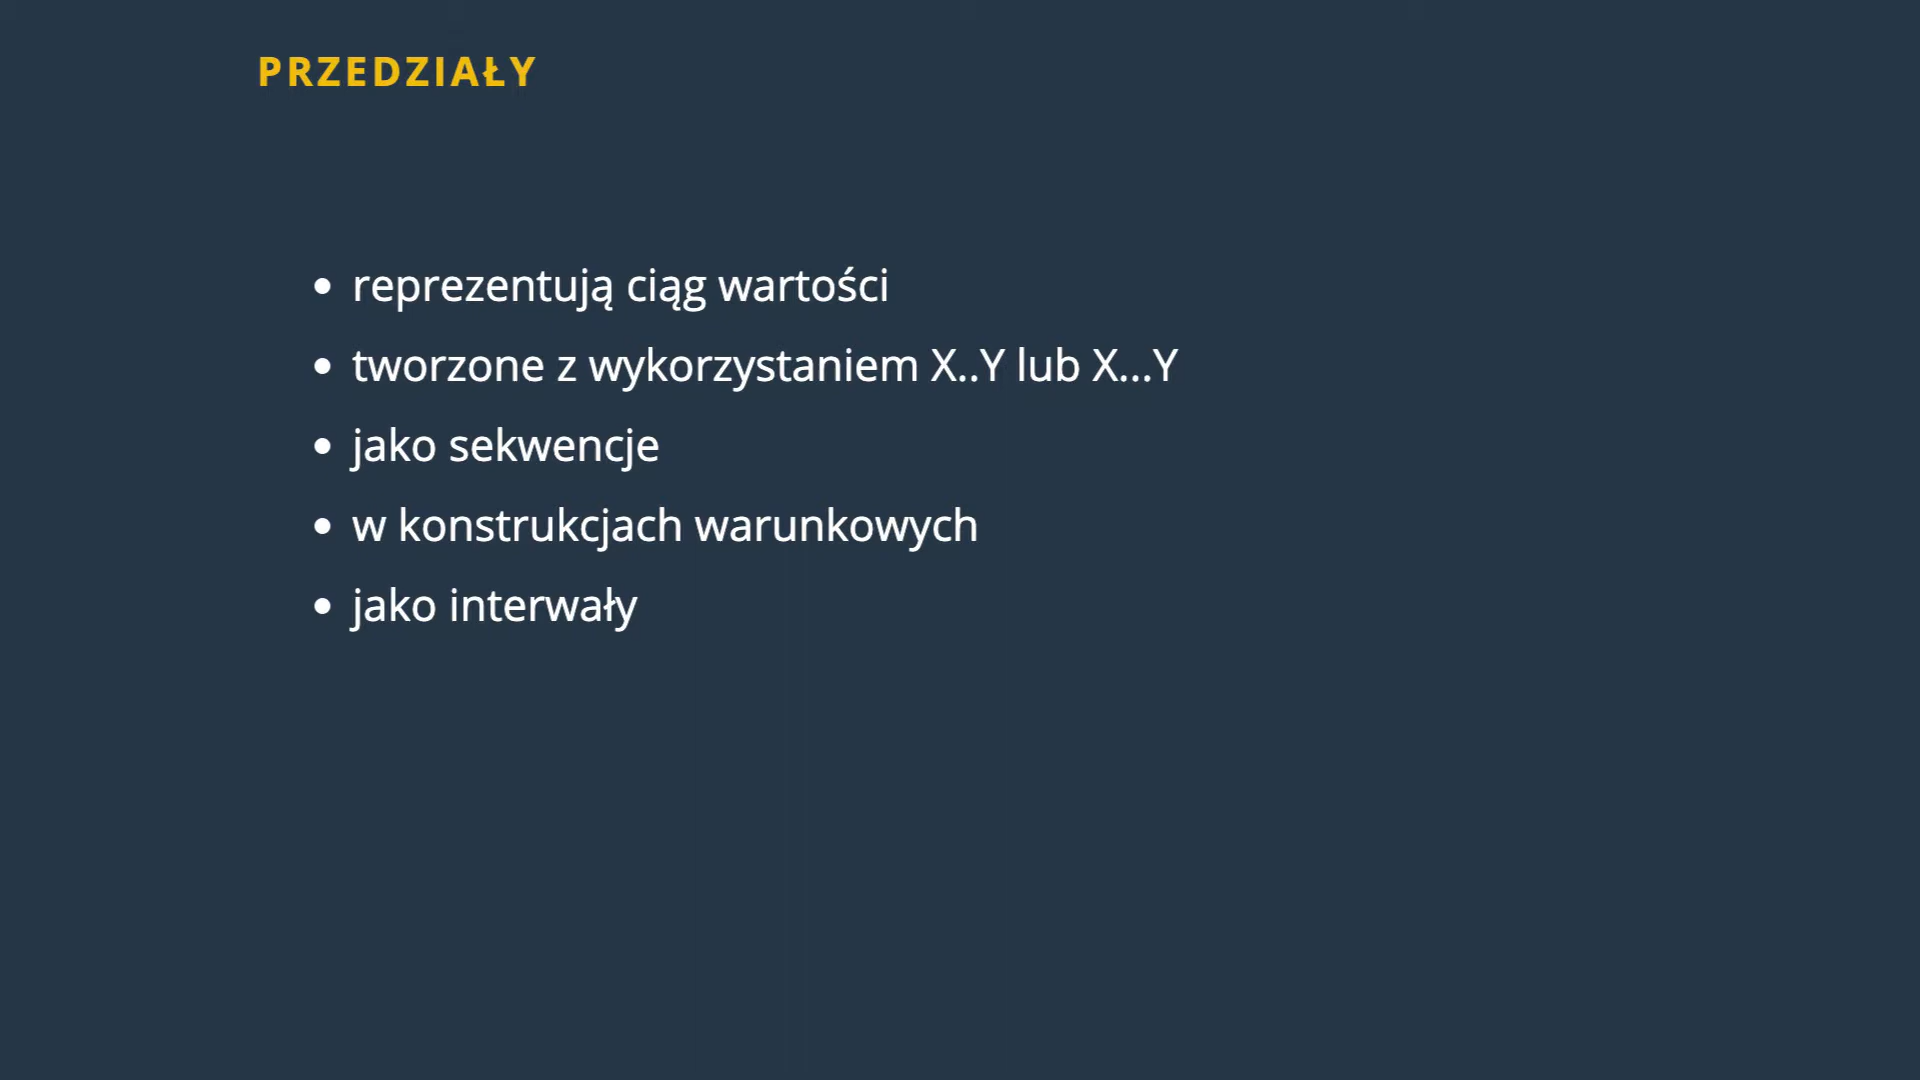 PRZEDZIAŁY
• reprezentują ciąg wartości
• tworzone z wykorzystaniem X..Y lub X...Y
• jako sekwencje
• w konstrukcjach warunkowych
• jako interwały